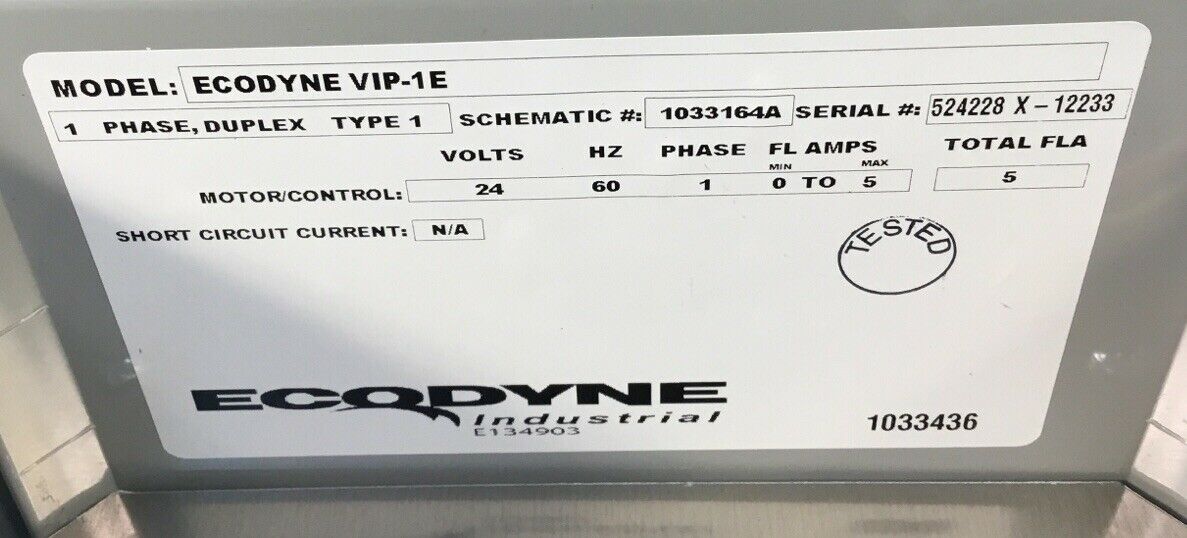 MODEL: ECODYNE VIP-1E
1 PHASE, DUPLEX TYPE 1 SCHEMATIC #: 1033164A SERIAL #: 524228 X-12233
VOLTS HZ PHASE FL AMPS TOTAL FLA
MIN MAX
MOTOR/CONTROL: 24 60 1 0 TO 5 5
SHORT CIRCUIT CURRENT: N/A
TESTED
ECODYNE
Industrial
E134903
1033436